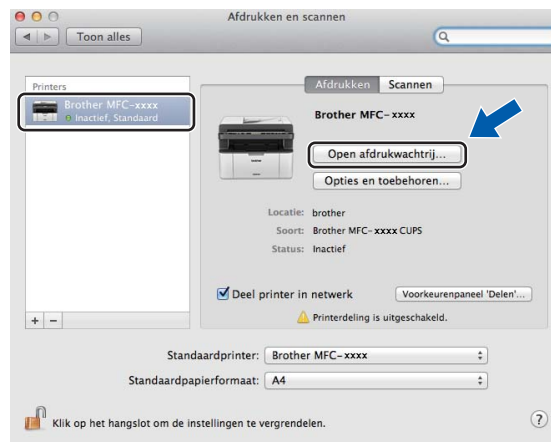 Afdrukken en scannen
Toon alles
Printers
Brother MFC-xxxx
Inactief, Standaard
Afdrukken Scannen
Brother MFC-xxxx
Open afdrukwachtrij...
Opties en toebehoren...
Locatie: brother
Soort: Brother MFC-xxxx CUPS
Status: Inactief
Deel printer in netwerk Voorkeurenpaneel 'Delen'...
+ − Printerdeling is uitgeschakeld.
Standaardprinter: Brother MFC-xxxx
Standaardpapierformaat: A4
Klik op het hangslot om de instellingen te vergrendelen. ?